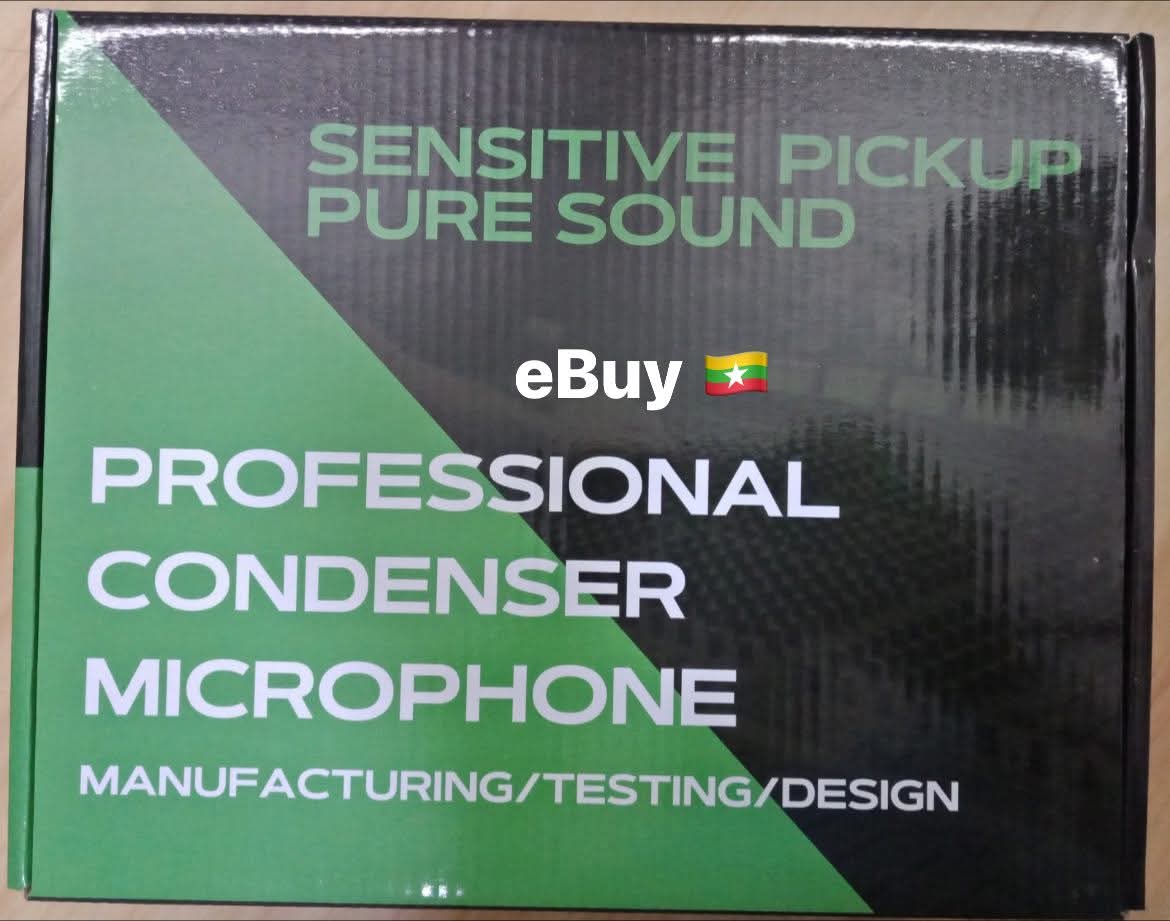 SENSITIVE PICKUP
PURE SOUND
eBuy 🇲🇲
PROFESSIONAL
CONDENSER
MICROPHONE
MANUFACTURING/TESTING/DESIGN